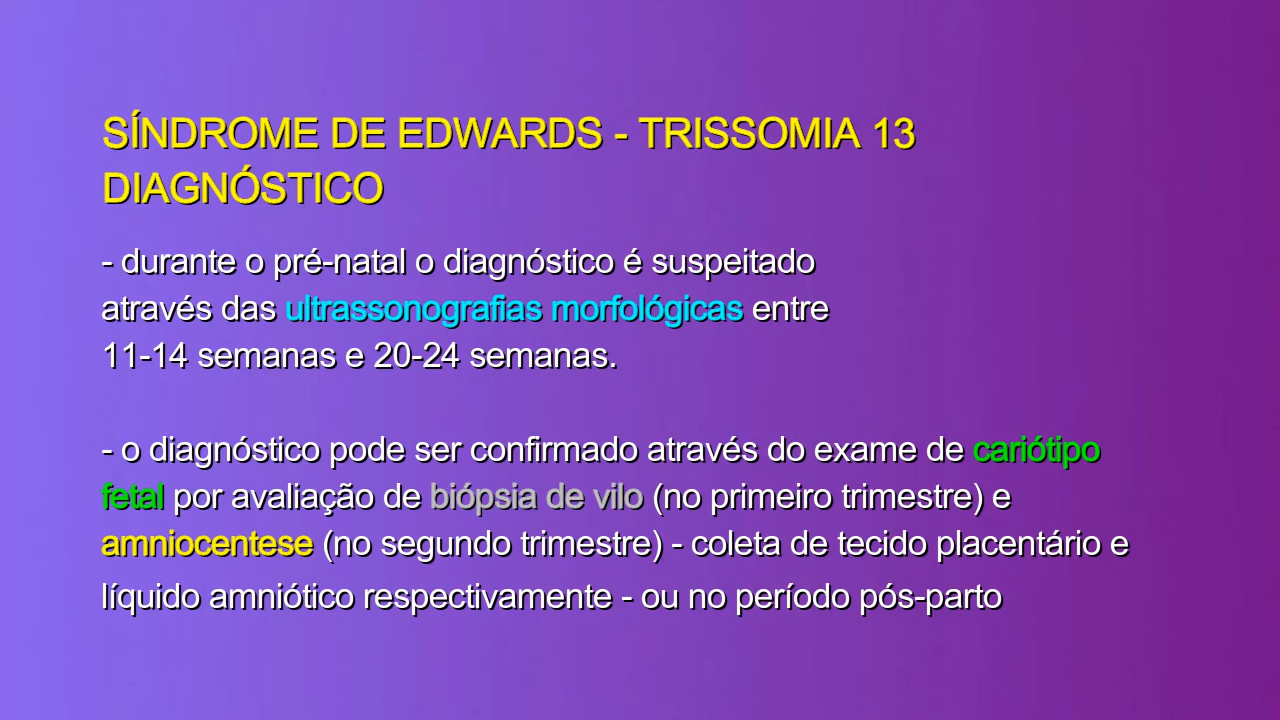 SÍNDROME DE EDWARDS - TRISSOMIA 13
DIAGNÓSTICO
- durante o pré-natal o diagnóstico é suspeitado
através das ultrassonografias morfológicas entre
11-14 semanas e 20-24 semanas.
- o diagnóstico pode ser confirmado através do exame de cariótipo
fetal por avaliação de biópsia de vilo (no primeiro trimestre) e
amniocentese (no segundo trimestre) - coleta de tecido placentário e
líquido amniótico respectivamente - ou no período pós-parto